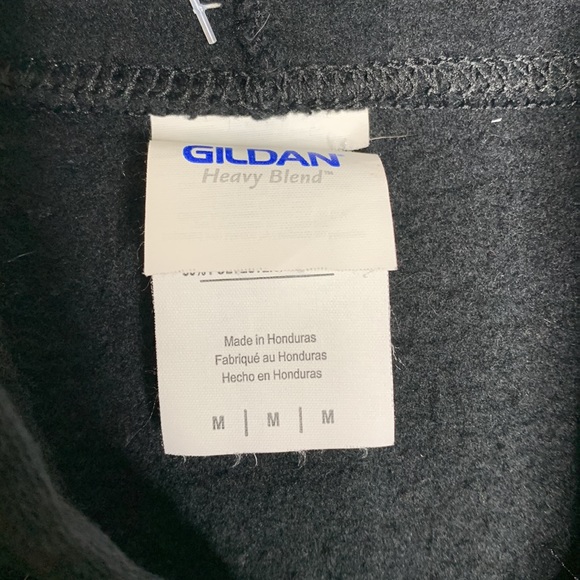 GILDAN
Heavy Blend™
Made in Honduras
Fabriqué au Honduras
Hecho en Honduras
M | M | M